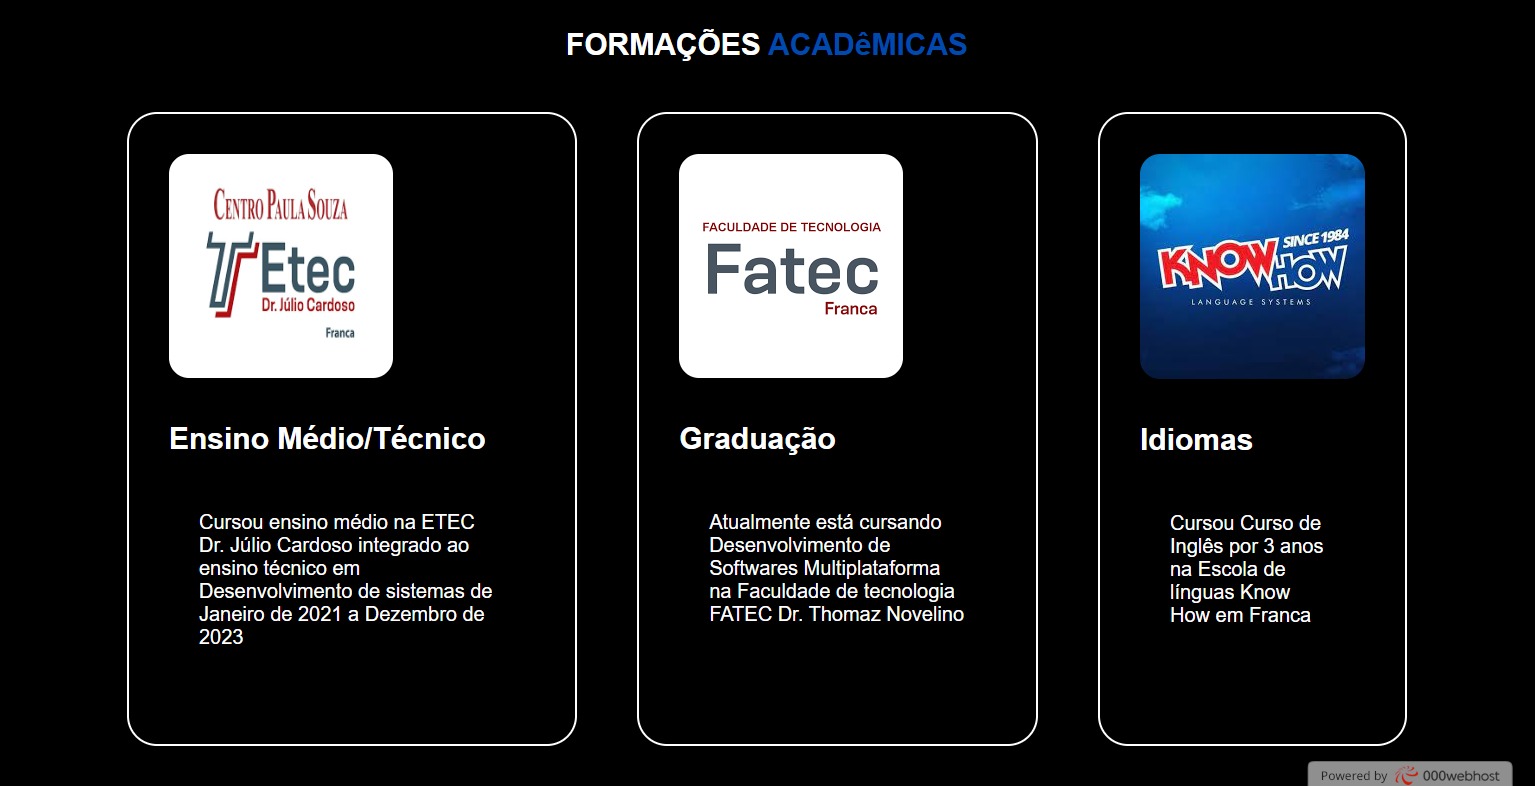 FORMAÇÕES ACADêMICAS
CENTRO PAULA SOUZA
Etec
Dr. Júlio Cardoso
Franca
Ensino Médio/Técnico
Cursou ensino médio na ETEC
Dr. Júlio Cardoso integrado ao
ensino técnico em
Desenvolvimento de sistemas de
Janeiro de 2021 a Dezembro de
2023
FACULDADE DE TECNOLOGIA
Fatec
Franca
Graduação
Atualmente está cursando
Desenvolvimento de
Softwares Multiplataforma
na Faculdade de tecnologia
FATEC Dr. Thomaz Novelino
SINCE 1984
KNOW HOW
LANGUAGE SYSTEMS
Idiomas
Cursou Curso de
Inglês por 3 anos
na Escola de
línguas Know
How em Franca
Powered by 000webhost